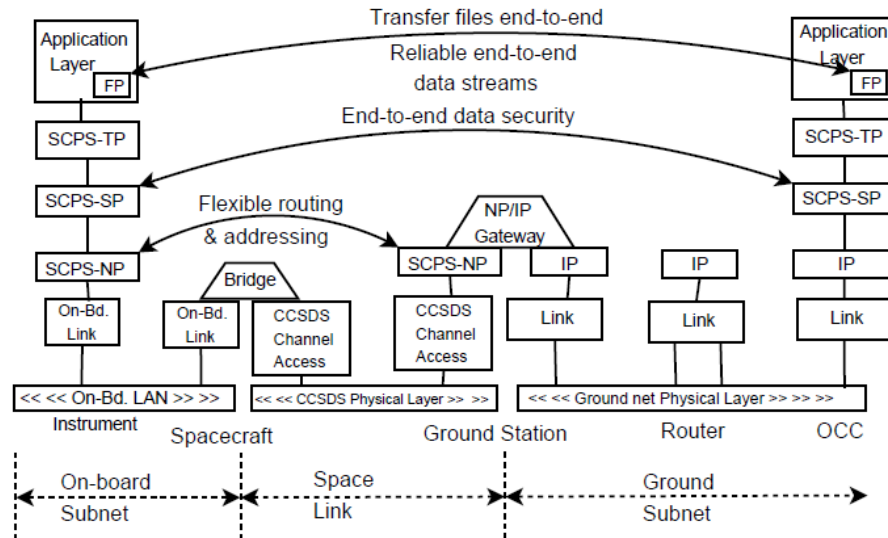 Transfer files end-to-end
Application
Layer
FP
Reliable end-to-end
data streams
Application
Layer
FP
SCPS-TP
End-to-end data security
SCPS-TP
SCPS-SP
SCPS-SP
Flexible routing
& addressing
NP/IP
Gateway
SCPS-NP
Bridge
SCPS-NP
IP
IP
IP
On-Bd.
Link
On-Bd.
Link
CCSDS
Channel
Access
CCSDS
Channel
Access
Link
Link
Link
<< << On-Bd. LAN >> >>
<< << CCSDS Physical Layer >> >>
<< << Ground net Physical Layer >> >> >>
Instrument
Spacecraft
Ground Station
Router
OCC
On-board
Subnet
Space
Link
Ground
Subnet